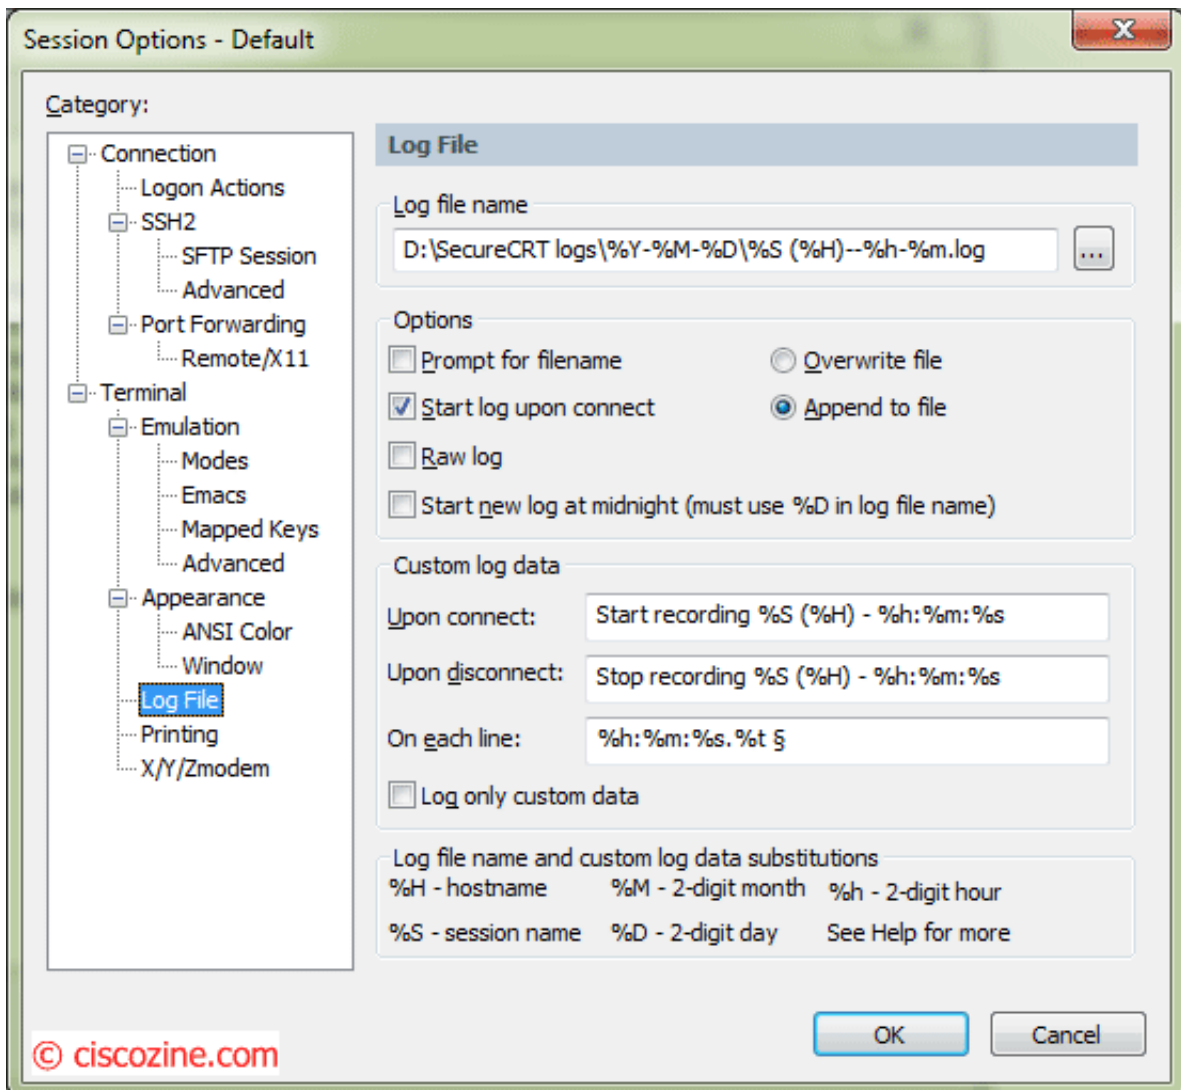 Session Options - Default
X
Category:
Connection
Logon Actions
SSH2
SFTP Session
Advanced
Port Forwarding
Remote/X11
Terminal
Emulation
Modes
Emacs
Mapped Keys
Advanced
Appearance
ANSI Color
Window
Log File
Printing
X/Y/Zmodem
Log File
Log file name
D:\SecureCRT logs\%Y-%M-%D\%S (%H)--%h-%m.log
...
Options
Prompt for filename
Overwrite file
Start log upon connect
Append to file
Raw log
Start new log at midnight (must use %D in log file name)
Custom log data
Upon connect: Start recording %S (%H) - %h:%m:%s
Upon disconnect: Stop recording %S (%H) - %h:%m:%s
On each line: %h:%m:%s.%t §
Log only custom data
Log file name and custom log data substitutions
%H - hostname %M - 2-digit month %h - 2-digit hour
%S - session name %D - 2-digit day See Help for more
OK Cancel
© ciscozine.com